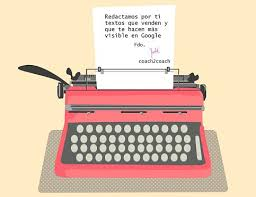 Redactamos por ti
textos que venden y
que te hacen más
visible en Google
Fdo.
coach2coach